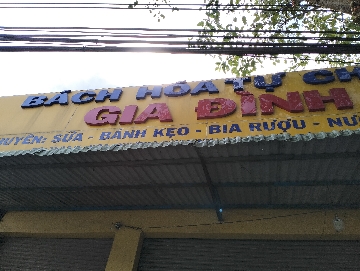 BÁCH HÓA TỰ
GIA ĐÌNH
SỮA - BÁNH KẸO - BIA RƯỢU -